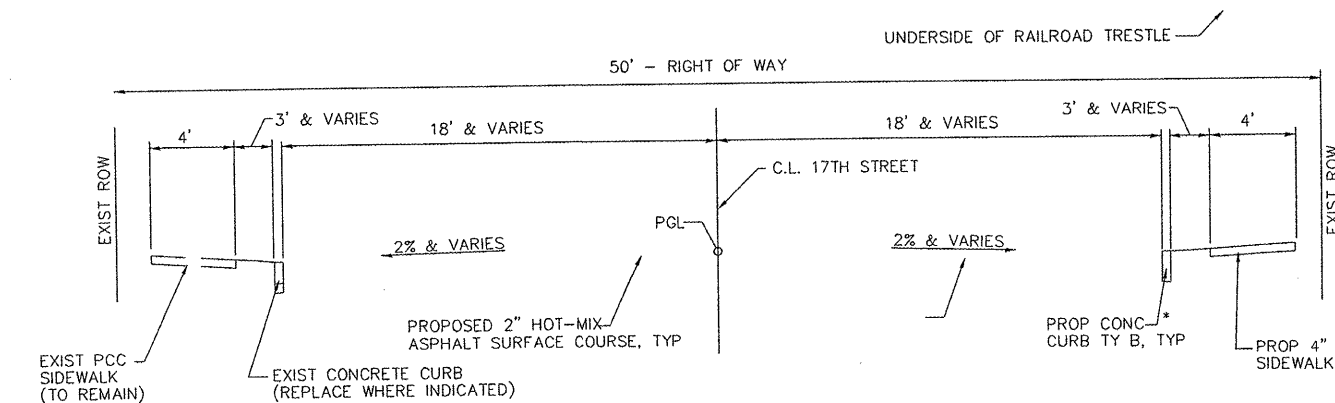 UNDERSIDE OF RAILROAD TRESTLE
50' - RIGHT OF WAY
3' & VARIES
3' & VARIES
4'
18' & VARIES
18' & VARIES
4'
EXIST ROW
C.L. 17TH STREET
EXIST ROW
PGL
2% & VARIES
2% & VARIES
PROPOSED 2" HOT-MIX
ASPHALT SURFACE COURSE, TYP
PROP CONC *
CURB TY B, TYP
EXIST PCC
SIDEWALK
(TO REMAIN)
EXIST CONCRETE CURB
(REPLACE WHERE INDICATED)
PROP 4"
SIDEWALK